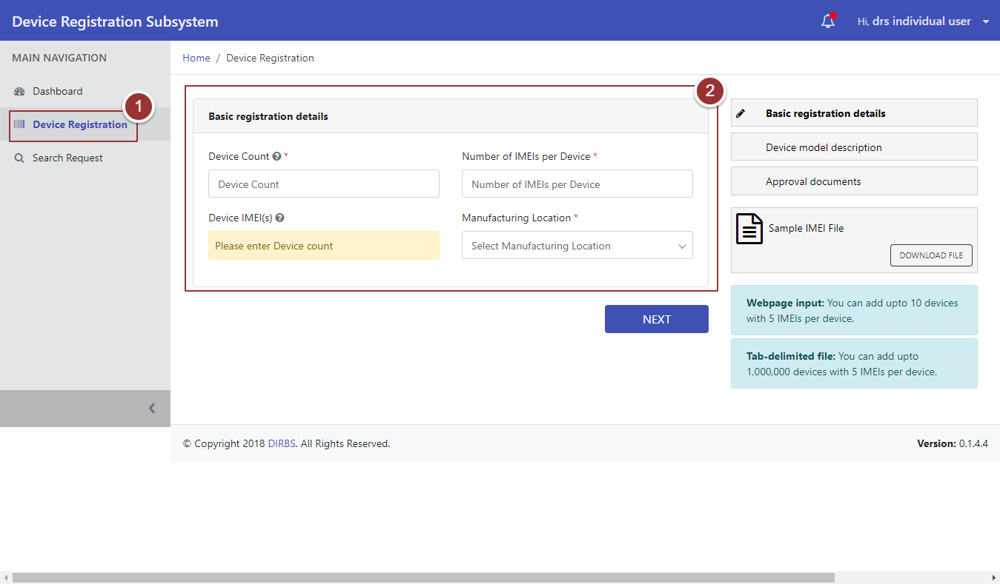 Device Registration Subsystem
Hi, drs individual user
MAIN NAVIGATION
Dashboard
1
Device Registration
Search Request
Home / Device Registration
2
Basic registration details
Device Count *
Number of IMEIs per Device *
Device Count
Number of IMEIs per Device
Device IMEI(s)
Manufacturing Location *
Please enter Device count
Select Manufacturing Location
NEXT
Basic registration details
Device model description
Approval documents
Sample IMEI File
DOWNLOAD FILE
Webpage input: You can add upto 10 devices
with 5 IMEIs per device.
Tab-delimited file: You can add upto
1,000,000 devices with 5 IMEIs per device.
© Copyright 2018 DIRBS. All Rights Reserved.
Version: 0.1.4.4